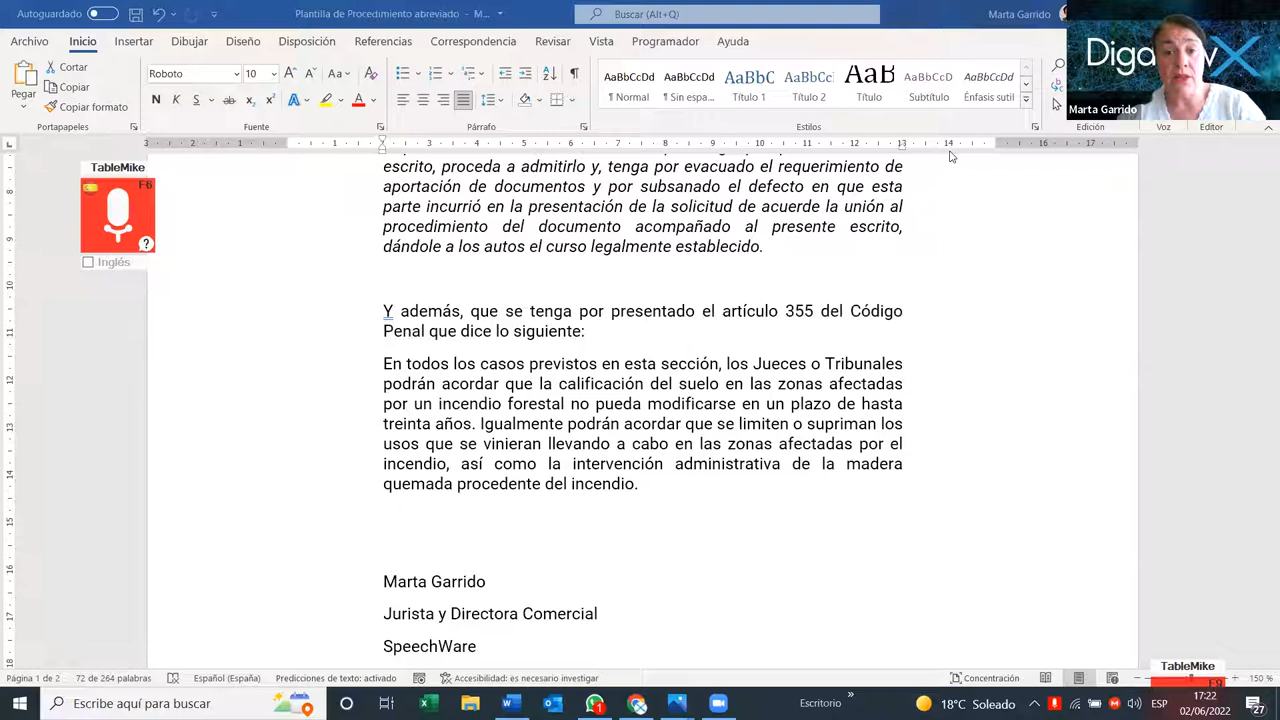 Autoguardado
Plantilla de Procedimiento Abreviado - M...
(Alt+Q)
Marta Garrido
Archivo Inicio Insertar Dibujar Diseño Disposición Referencias Correspondencia Revisar Vista Programador Ayuda
Pegar
Cortar
Copiar
Copiar formato
Roboto 10
AaBbCcDd AaBbCcDd AaBbC AaBbCc AaB AaBbCcD AaBbCcDd
¶ Normal ¶ Sin espa... Título 1 Título 2 Título Subtítulo Énfasis sutil
Portapapeles Fuente Párrafo Estilos Edición Voz Editor
Marta Garrido
TableMike
F6
Inglés
escrito, proceda a admitirlo y, tenga por evacuado el requerimiento de
aportación de documentos y por subsanado el defecto en que esta
parte incurrió en la presentación de la solicitud de acuerde la unión al
procedimiento del documento acompañado al presente escrito,
dándole a los autos el curso legalmente establecido.
Y además, que se tenga por presentado el artículo 355 del Código
Penal que dice lo siguiente:
En todos los casos previstos en esta sección, los Jueces o Tribunales
podrán acordar que la calificación del suelo en las zonas afectadas
por un incendio forestal no pueda modificarse en un plazo de hasta
treinta años. Igualmente podrán acordar que se limiten o supriman los
usos que se vinieran llevando a cabo en las zonas afectadas por el
incendio, así como la intervención administrativa de la madera
quemada procedente del incendio.
Marta Garrido
Jurista y Directora Comercial
SpeechWare
TableMike
Página 1 de 2 72 de 264 palabras Español (España) Predicciones de texto: activado Accesibilidad: es necesario investigar Concentración 150 %
Escribe aquí para buscar
Escritorio
18°C Soleado
ESP
17:22
02/06/2022
27